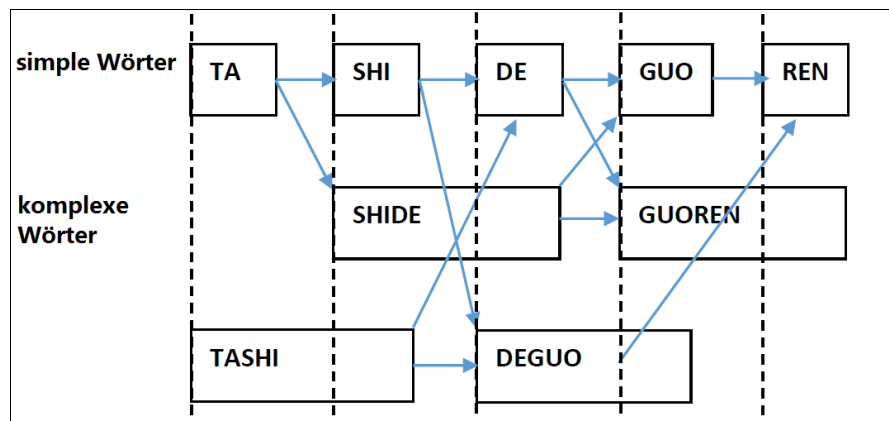 simple Wörter TA SHI DE GUO REN
komplexe
Wörter
SHIDE GUOREN
TASHI DEGUO